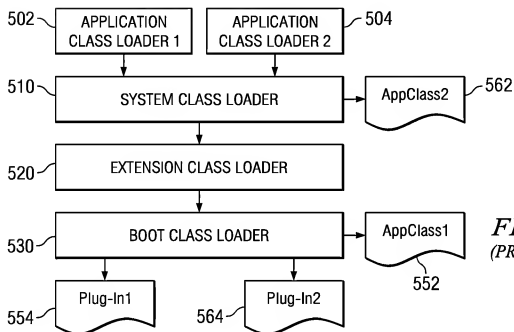 502
APPLICATION
CLASS LOADER 1
APPLICATION
CLASS LOADER 2
504
510
SYSTEM CLASS LOADER
AppClass2
562
520
EXTENSION CLASS LOADER
530
BOOT CLASS LOADER
AppClass1
552
554
Plug-In1
564
Plug-In2